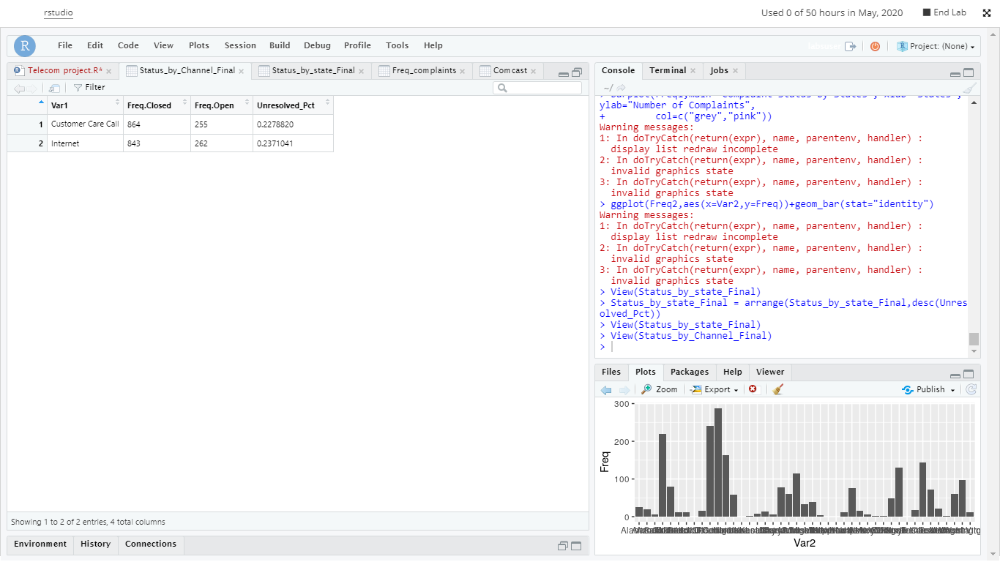 rstudio
Used 0 of 50 hours in May, 2020
End Lab
R
File Edit Code View Plots Session Build Debug Profile Tools Help
Project: (None)
Telecom project.R*
Status_by_Channel_Final
Status_by_state_Final
Freq_complaints
Comcast
Filter
Var1 Freq.Closed Freq.Open Unresolved_Pct
1 Customer Care Call 864 255 0.2278820
2 Internet 843 262 0.2371041
Showing 1 to 2 of 2 entries, 4 total columns
Environment History Connections
Console Terminal Jobs
~/
ylab="Number of Complaints",
+ col=c("grey","pink"))
Warning messages:
1: In doTryCatch(return(expr), name, parentenv, handler) :
display list redraw incomplete
2: In doTryCatch(return(expr), name, parentenv, handler) :
invalid graphics state
3: In doTryCatch(return(expr), name, parentenv, handler) :
invalid graphics state
> ggplot(Freq2,aes(x=Var2,y=Freq))+geom_bar(stat="identity")
Warning messages:
1: In doTryCatch(return(expr), name, parentenv, handler) :
display list redraw incomplete
2: In doTryCatch(return(expr), name, parentenv, handler) :
invalid graphics state
3: In doTryCatch(return(expr), name, parentenv, handler) :
invalid graphics state
> View(Status_by_state_Final)
> Status_by_state_Final = arrange(Status_by_state_Final,desc(Unres
olved_Pct))
> View(Status_by_state_Final)
> View(Status_by_Channel_Final)
>
Files Plots Packages Help Viewer
Zoom Export Publish
300
200
100
0
Freq
Var2